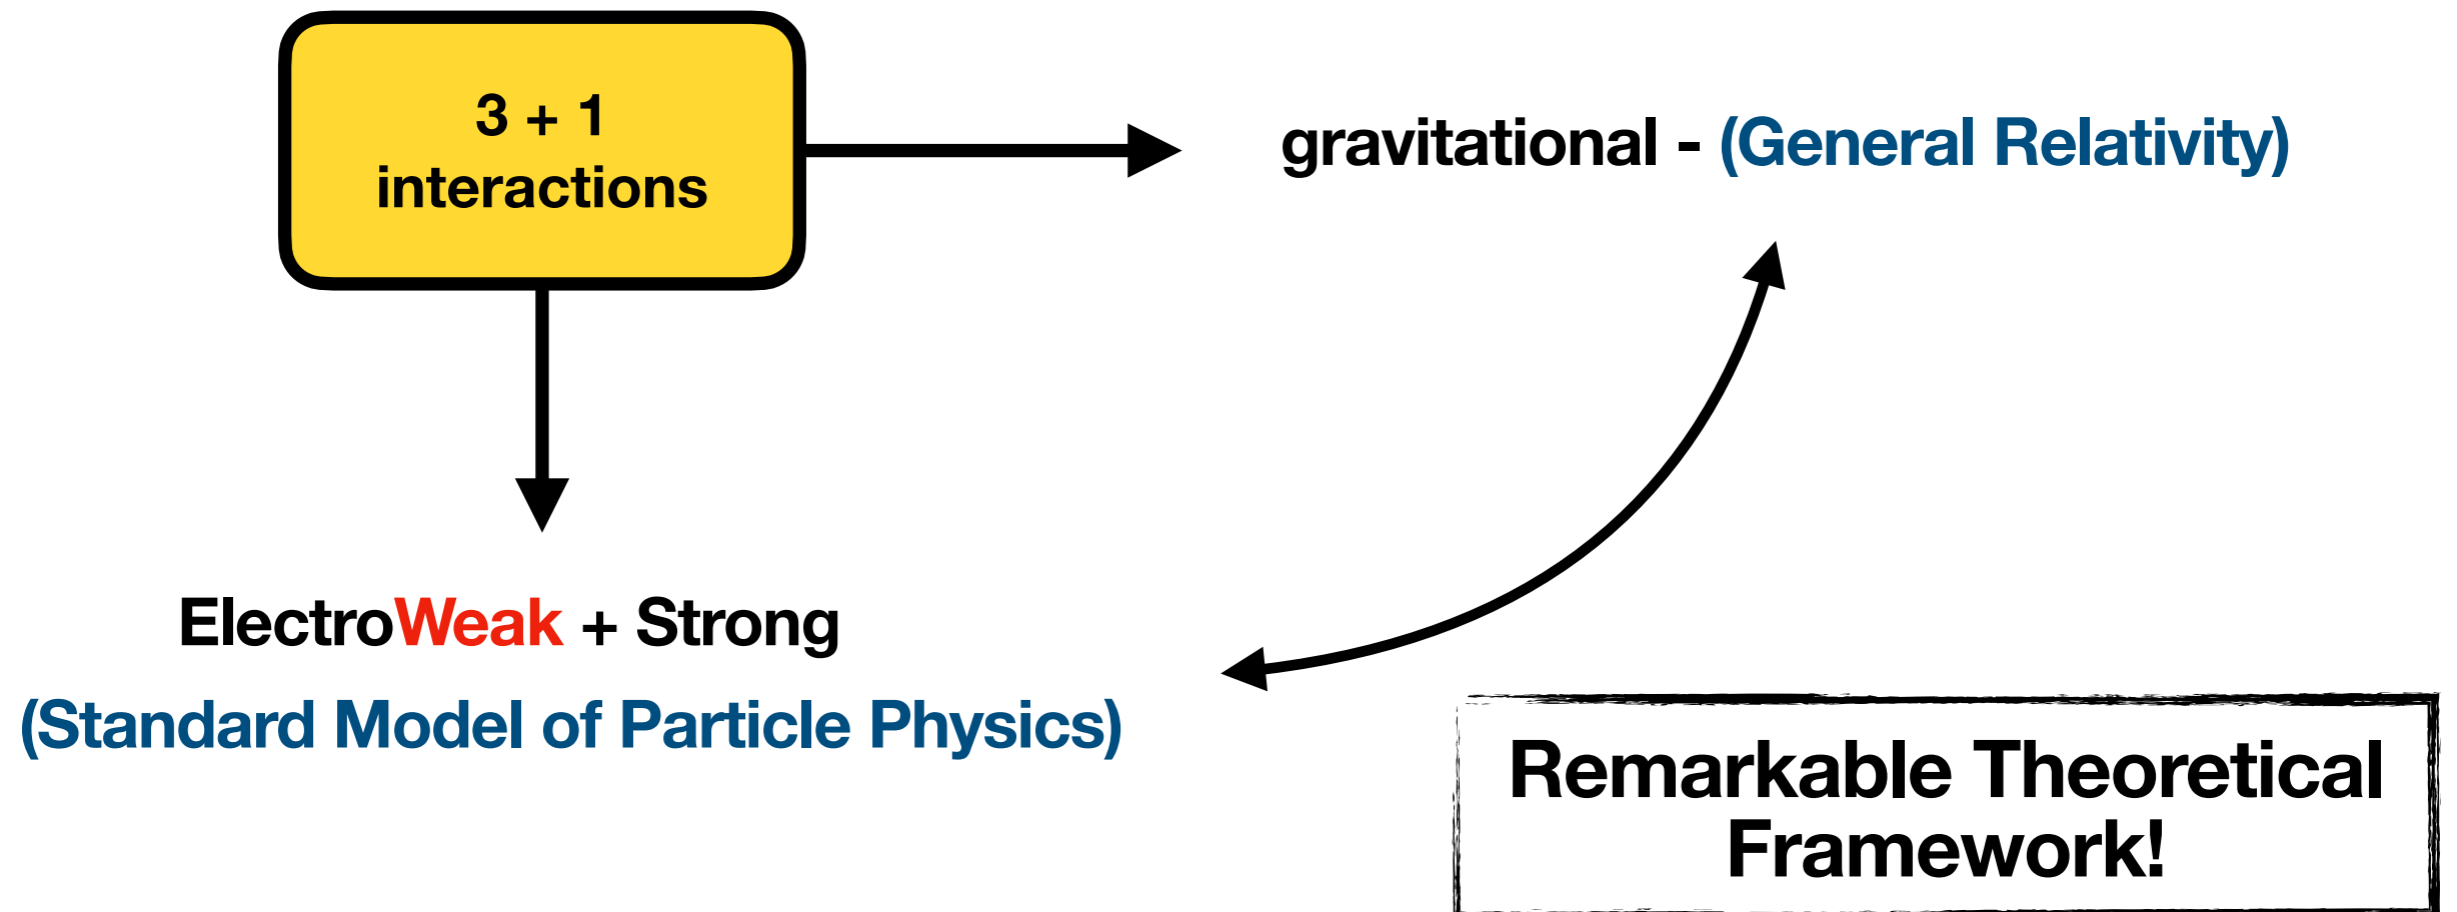 3 + 1
interactions
gravitational - (General Relativity)
ElectroWeak + Strong
(Standard Model of Particle Physics)
Remarkable Theoretical
Framework!